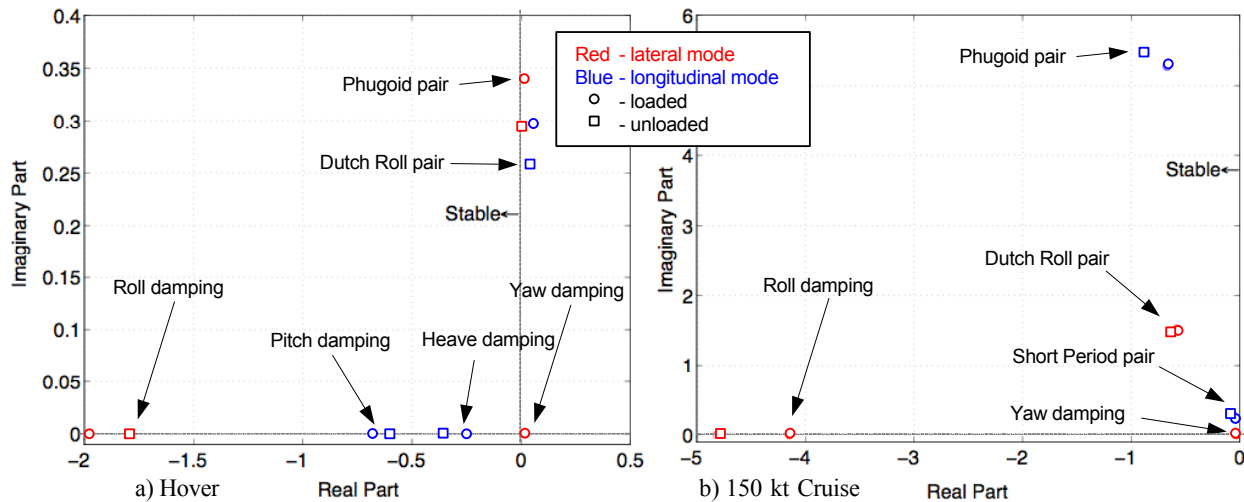 0.4
0.35
0.3
0.25
0.2
0.15
0.1
0.05
0
Imaginary Part
Phugoid pair
Dutch Roll pair
Stable
Roll damping
Yaw damping
Pitch damping
Heave damping
-2
-1.5
-1
-0.5
0
0.5
a) Hover
Real Part
Red - lateral mode
Blue - longitudinal mode
- loaded
- unloaded
6
5
4
3
2
1
0
Imaginary Part
Phugoid pair
Stable
Dutch Roll pair
Roll damping
Short Period pair
Yaw damping
-5
-4
-3
-2
-1
0
b) 150 kt Cruise
Real Part